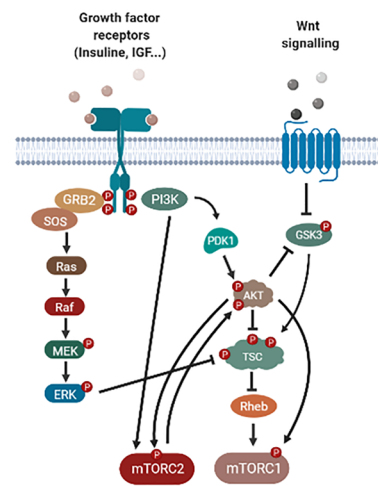 Growth factor
receptors
(Insuline, IGF...)
Wnt
signalling
GRB2
P
P
P
P
PI3K
SOS
P
GSK3
PDK1
Ras
P
AKT
P
Raf
P
MEK
P
P
P
TSC
ERK
P
Rheb
P
mTORC2
P
mTORC1